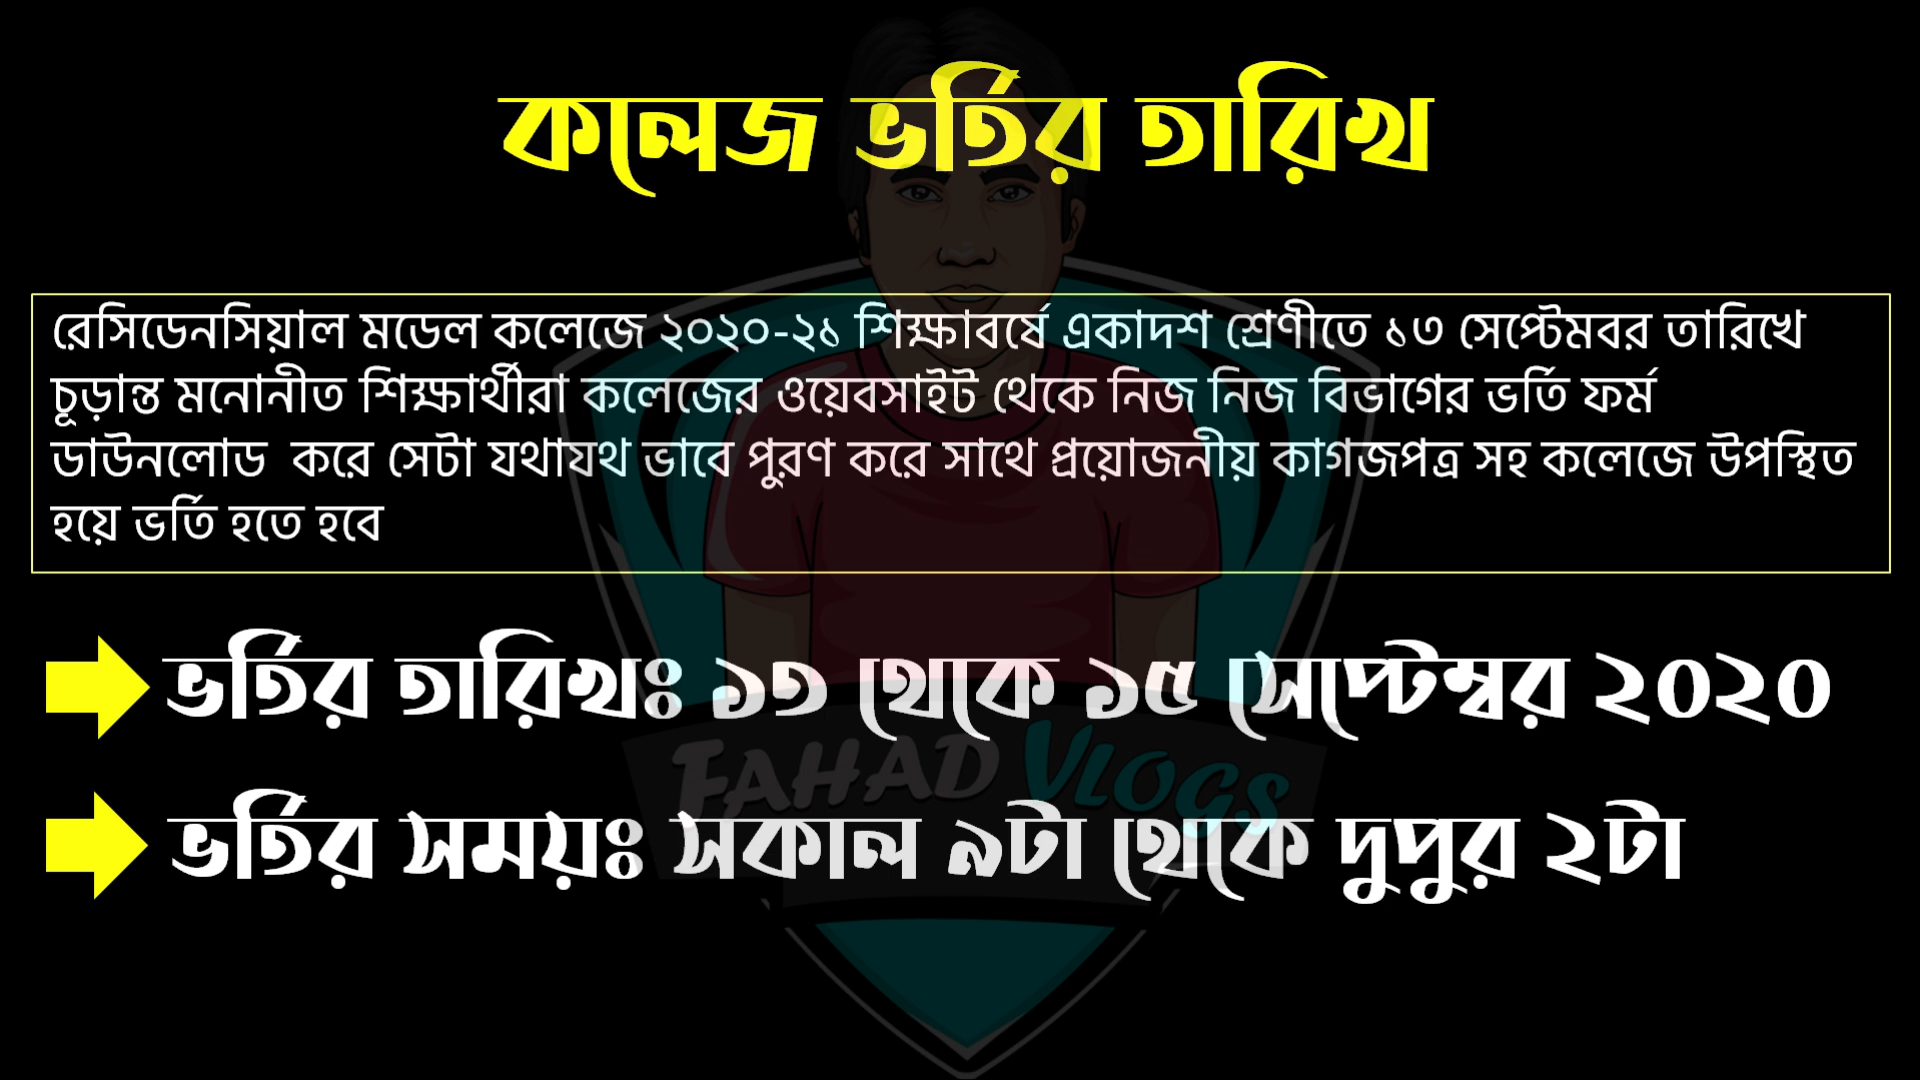 কলেজ ভর্তির তারিখ
রেসিডেনসিয়াল মডেল কলেজে ২০২০-২১ শিক্ষাবর্ষে একাদশ শ্রেণীতে ১৩ সেপ্টেমবর তারিখে
চূড়ান্ত মনোনীত শিক্ষার্থীরা কলেজের ওয়েবসাইট থেকে নিজ নিজ বিভাগের ভর্তি ফর্ম
ডাউনলোড করে সেটা যথাযথ ভাবে পুরণ করে সাথে প্রয়োজনীয় কাগজপত্র সহ কলেজে উপস্থিত
হয়ে ভর্তি হতে হবে
ভর্তির তারিখঃ ১৩ থেকে ১৫ সেপ্টেম্বর ২০২০
FAHAD VLOGS
ভর্তির সময়ঃ সকাল ৯টা থেকে দুপুর ২টা